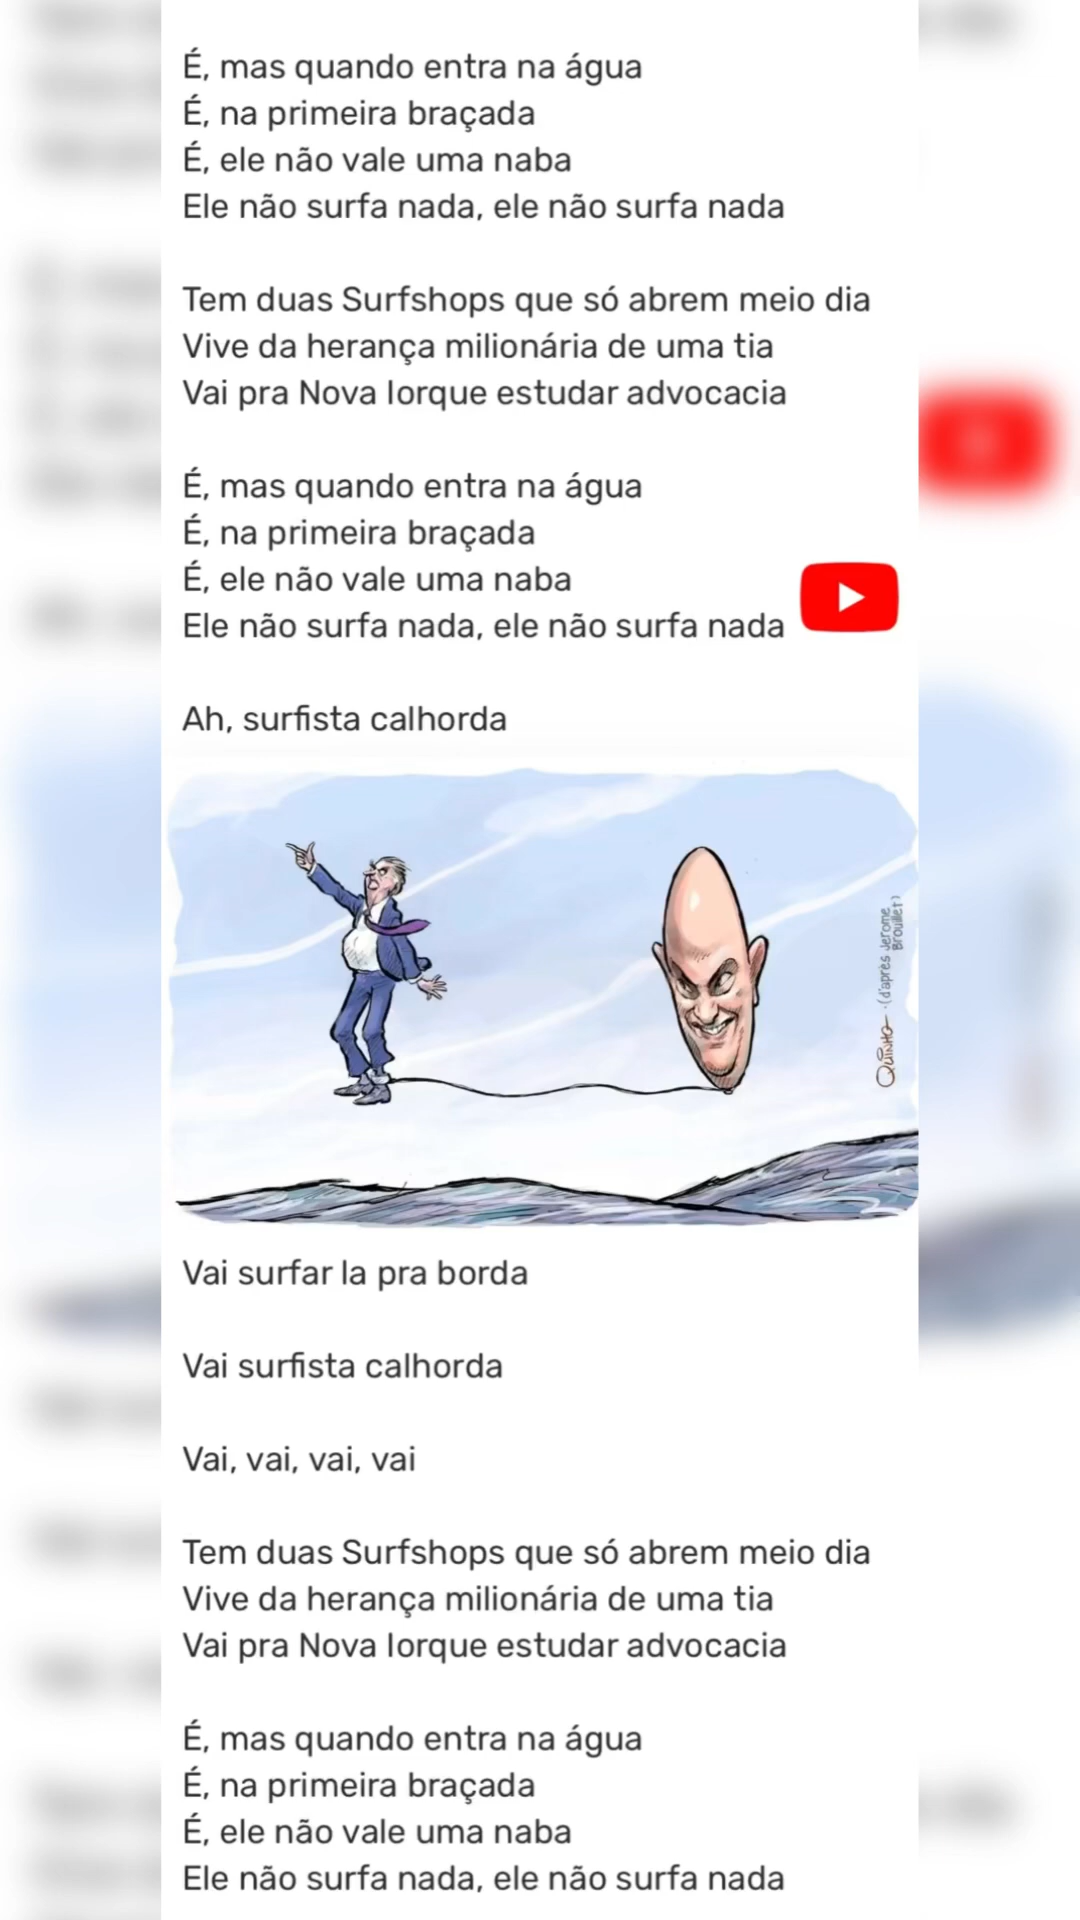 É, mas quando entra na água
É, na primeira braçada
É, ele não vale uma naba
Ele não surfa nada, ele não surfa nada
Tem duas Surfshops que só abrem meio dia
Vive da herança milionária de uma tia
Vai pra Nova Iorque estudar advocacia
É, mas quando entra na água
É, na primeira braçada
É, ele não vale uma naba
Ele não surfa nada, ele não surfa nada
Ah, surfista calhorda
QUINHO (d'après Jerome
Brouillet)
Vai surfar la pra borda
Vai surfista calhorda
Vai, vai, vai, vai
Tem duas Surfshops que só abrem meio dia
Vive da herança milionária de uma tia
Vai pra Nova Iorque estudar advocacia
É, mas quando entra na água
É, na primeira braçada
É, ele não vale uma naba
Ele não surfa nada, ele não surfa nada